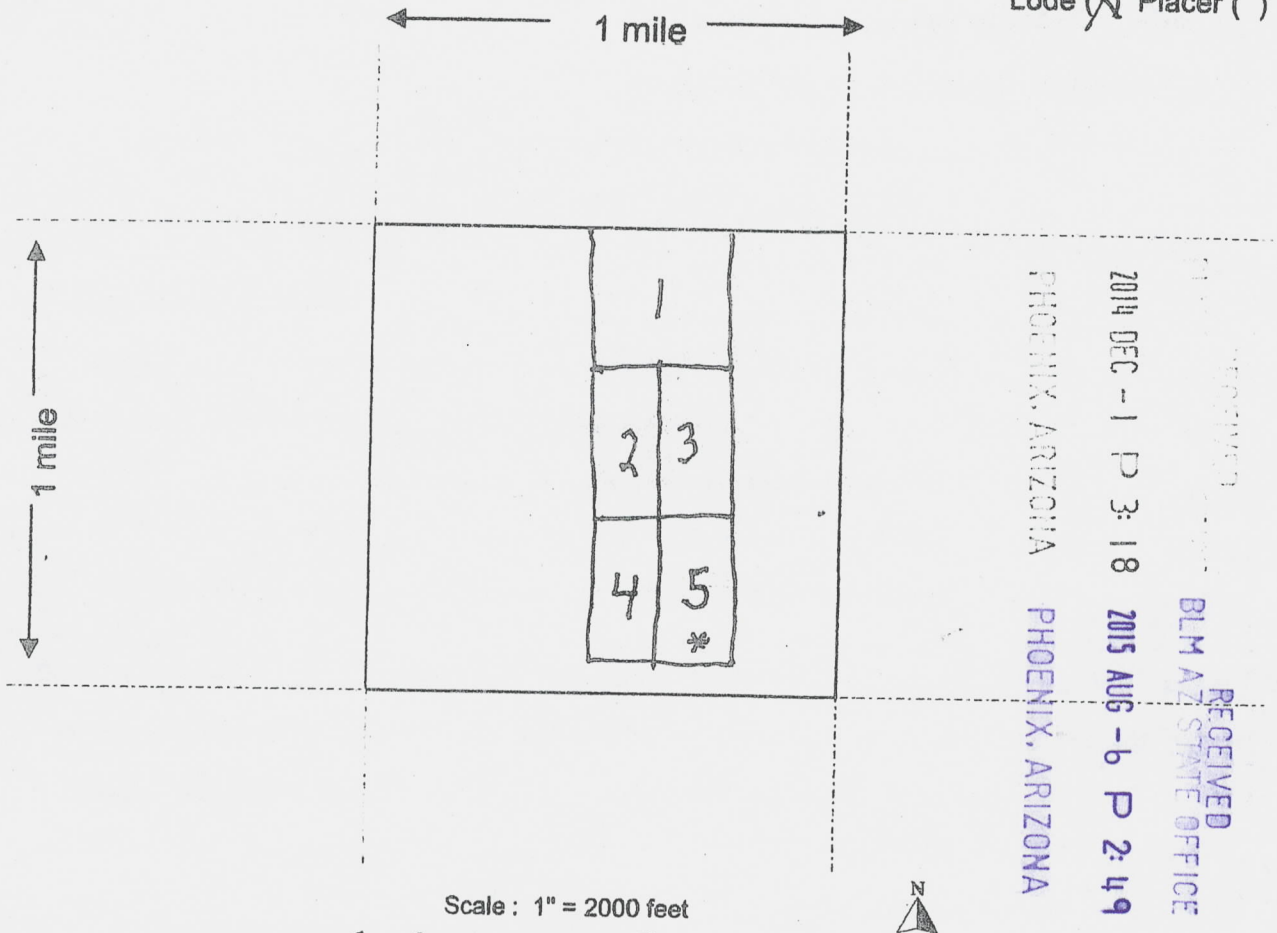 Lode (X) Placer ( )
1 mile
1 mile
1
2 3
4 5
*
2014 DEC -1 P 3:18
PHOENIX, ARIZONA
RECEIVED
BLM AZ STATE OFFICE
2015 AUG -6 P 2:49
PHOENIX, ARIZONA
Scale : 1" = 2000 feet
N